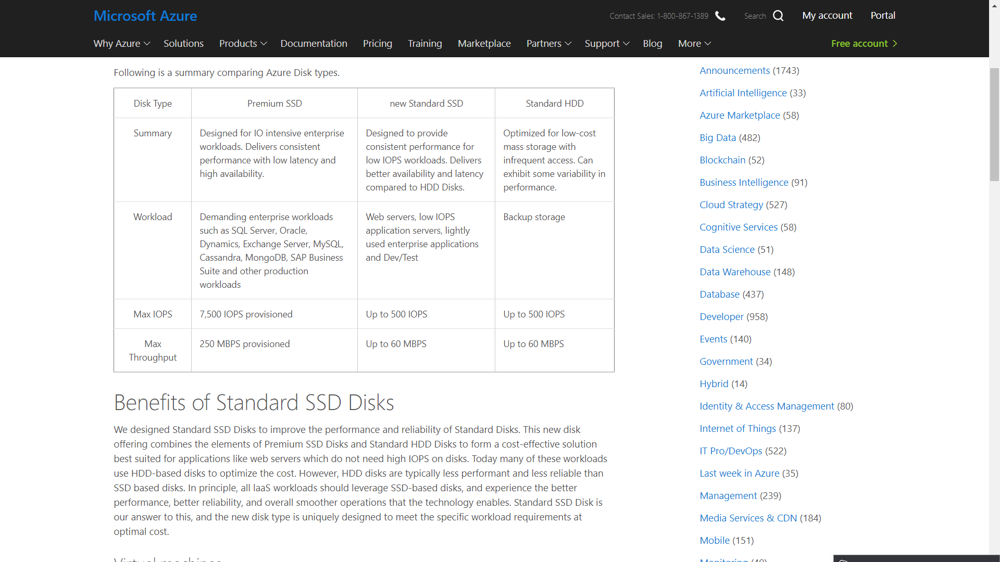 Microsoft Azure
Contact Sales: 1-800-867-1389
Search
My account
Portal
Why Azure
Solutions
Products
Documentation
Pricing
Training
Marketplace
Partners
Support
Blog
More
Free account
Following is a summary comparing Azure Disk types.
Disk Type
Premium SSD
new Standard SSD
Standard HDD
Summary
Designed for IO intensive enterprise
workloads. Delivers consistent
performance with low latency and
high availability.
Designed to provide
consistent performance for
low IOPS workloads. Delivers
better availability and latency
compared to HDD Disks.
Optimized for low-cost
mass storage with
infrequent access. Can
exhibit some variability in
performance.
Workload
Demanding enterprise workloads
such as SQL Server, Oracle,
Dynamics, Exchange Server, MySQL,
Cassandra, MongoDB, SAP Business
Suite and other production
workloads
Web servers, low IOPS
application servers, lightly
used enterprise applications
and Dev/Test
Backup storage
Max IOPS
7,500 IOPS provisioned
Up to 500 IOPS
Up to 500 IOPS
Max
Throughput
250 MBPS provisioned
Up to 60 MBPS
Up to 60 MBPS
Benefits of Standard SSD Disks
We designed Standard SSD Disks to improve the performance and reliability of Standard Disks. This new disk
offering combines the elements of Premium SSD Disks and Standard HDD Disks to form a cost-effective solution
best suited for applications like web servers which do not need high IOPS on disks. Today many of these workloads
use HDD-based disks to optimize the cost. However, HDD disks are typically less performant and less reliable than
SSD based disks. In principle, all IaaS workloads should leverage SSD-based disks, and experience the better
performance, better reliability, and overall smoother operations that the technology enables. Standard SSD Disk is
our answer to this, and the new disk type is uniquely designed to meet the specific workload requirements at
optimal cost.
Virtual machines
Announcements (1743)
Artificial Intelligence (33)
Azure Marketplace (58)
Big Data (482)
Blockchain (52)
Business Intelligence (91)
Cloud Strategy (527)
Cognitive Services (58)
Data Science (51)
Data Warehouse (148)
Database (437)
Developer (958)
Events (140)
Government (34)
Hybrid (14)
Identity & Access Management (80)
Internet of Things (137)
IT Pro/DevOps (522)
Last week in Azure (35)
Management (239)
Media Services & CDN (184)
Mobile (151)
Monitoring (49)